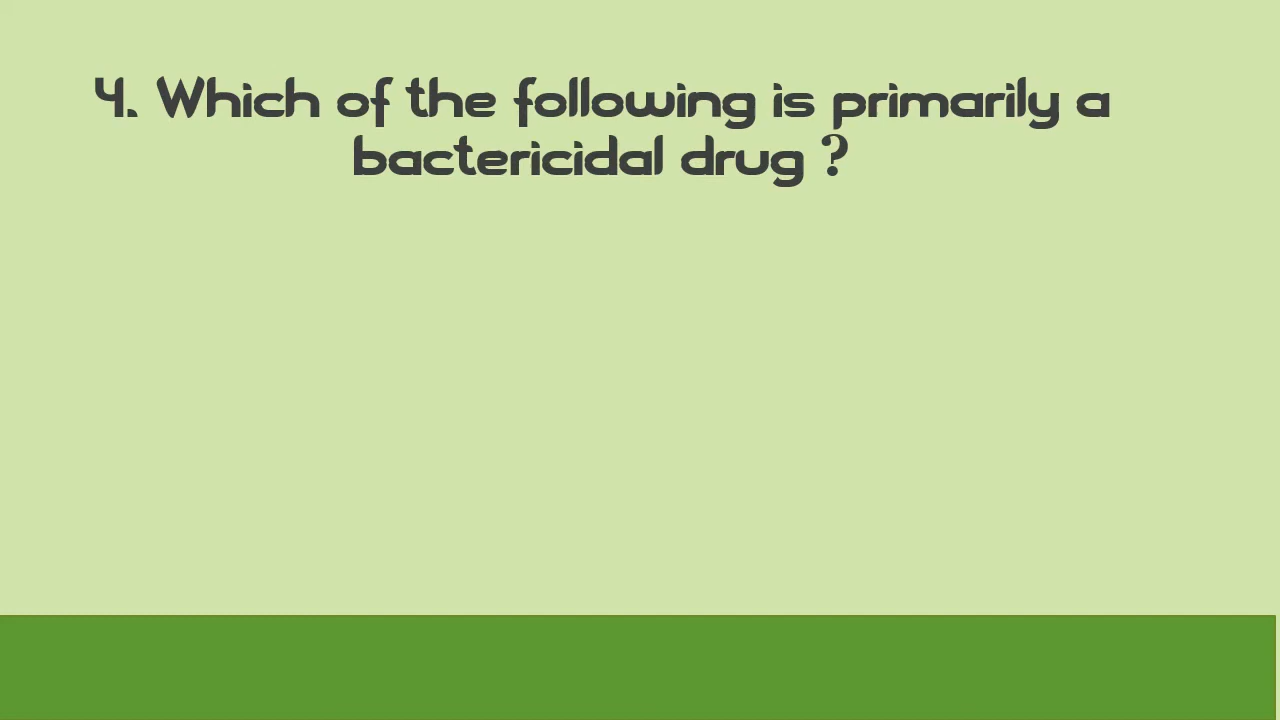 4. Which of the following is primarily a
bactericidal drug ?